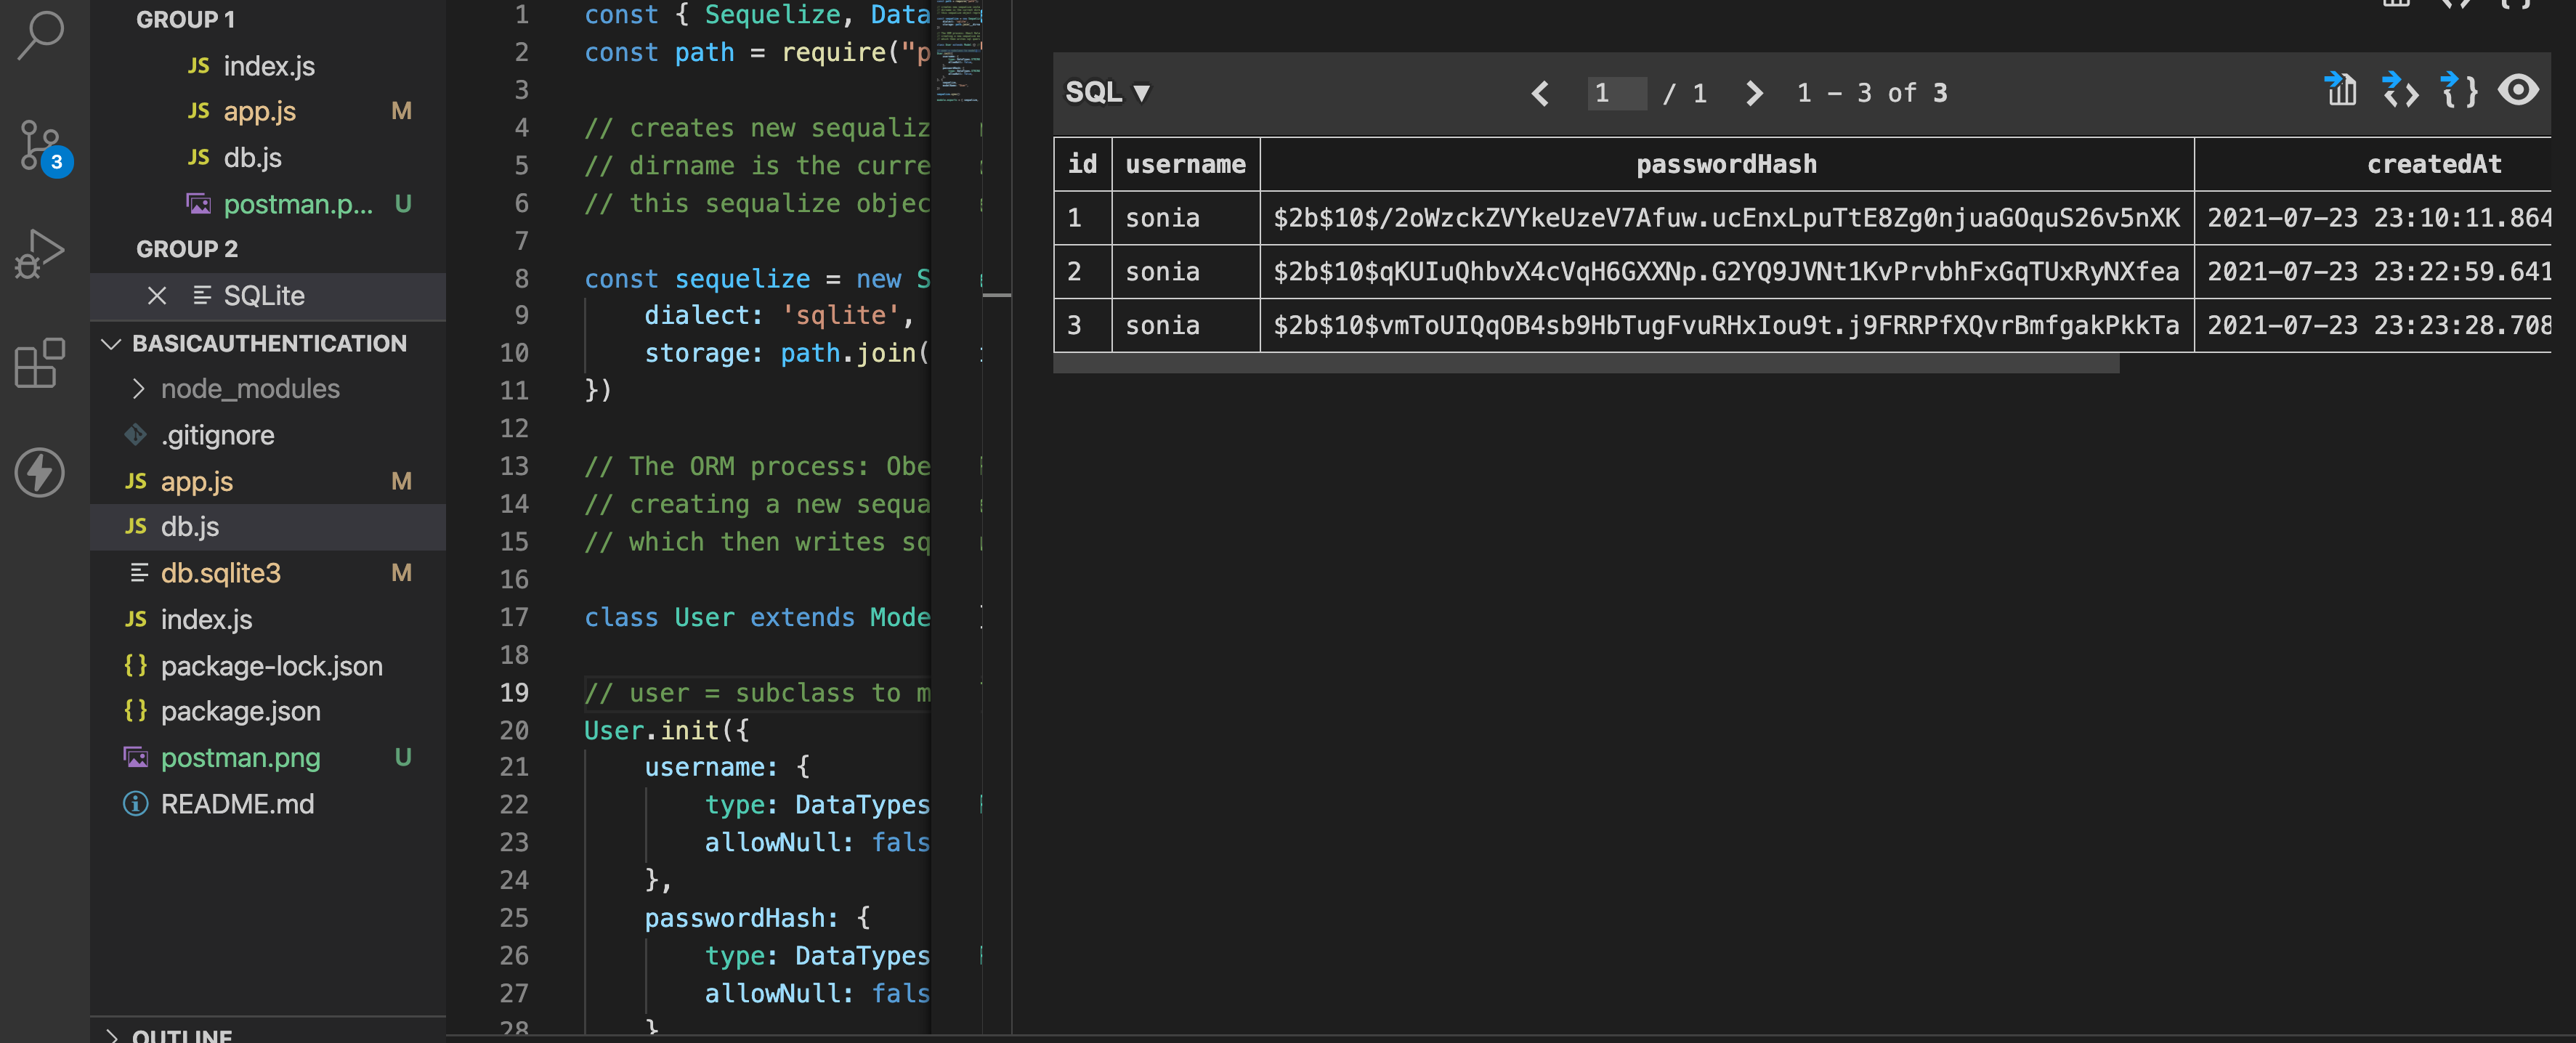 GROUP 1
JS index.js
JS app.js M
JS db.js
postman.p... U
GROUP 2
SQLite
BASICAUTHENTICATION
node_modules
.gitignore
JS app.js M
JS db.js
db.sqlite3 M
JS index.js
{} package-lock.json
{} package.json
postman.png U
README.md
OUTLINE
3
1 const { Sequelize, Data
2 const path = require("p
3
4 // creates new sequaliz
5 // dirname is the curre
6 // this sequalize objec
7
8 const sequelize = new S
9 dialect: 'sqlite',
10 storage: path.join(
11 })
12
13 // The ORM process: Obe
14 // creating a new sequa
15 // which then writes sq
16
17 class User extends Mode
18
19 // user = subclass to m
20 User.init({
21 username: {
22 type: DataTypes
23 allowNull: fals
24 },
25 passwordHash: {
26 type: DataTypes
27 allowNull: fals
28 }
SQL ▼ 1 / 1 1 - 3 of 3
id username passwordHash createdAt
1 sonia $2b$10$/2oWzckZVYkeUzeV7Afuw.ucEnxLpuTtE8Zg0njuaGOquS26v5nXK 2021-07-23 23:10:11.864
2 sonia $2b$10$qKUIuQhbvX4cVqH6GXXNp.G2YQ9JVNt1KvPrvbhFxGqTUxRyNXfea 2021-07-23 23:22:59.641
3 sonia $2b$10$vmToUIQqOB4sb9HbTugFvuRHxIou9t.j9FRRPfXQvrBmfgakPkkTa 2021-07-23 23:23:28.708